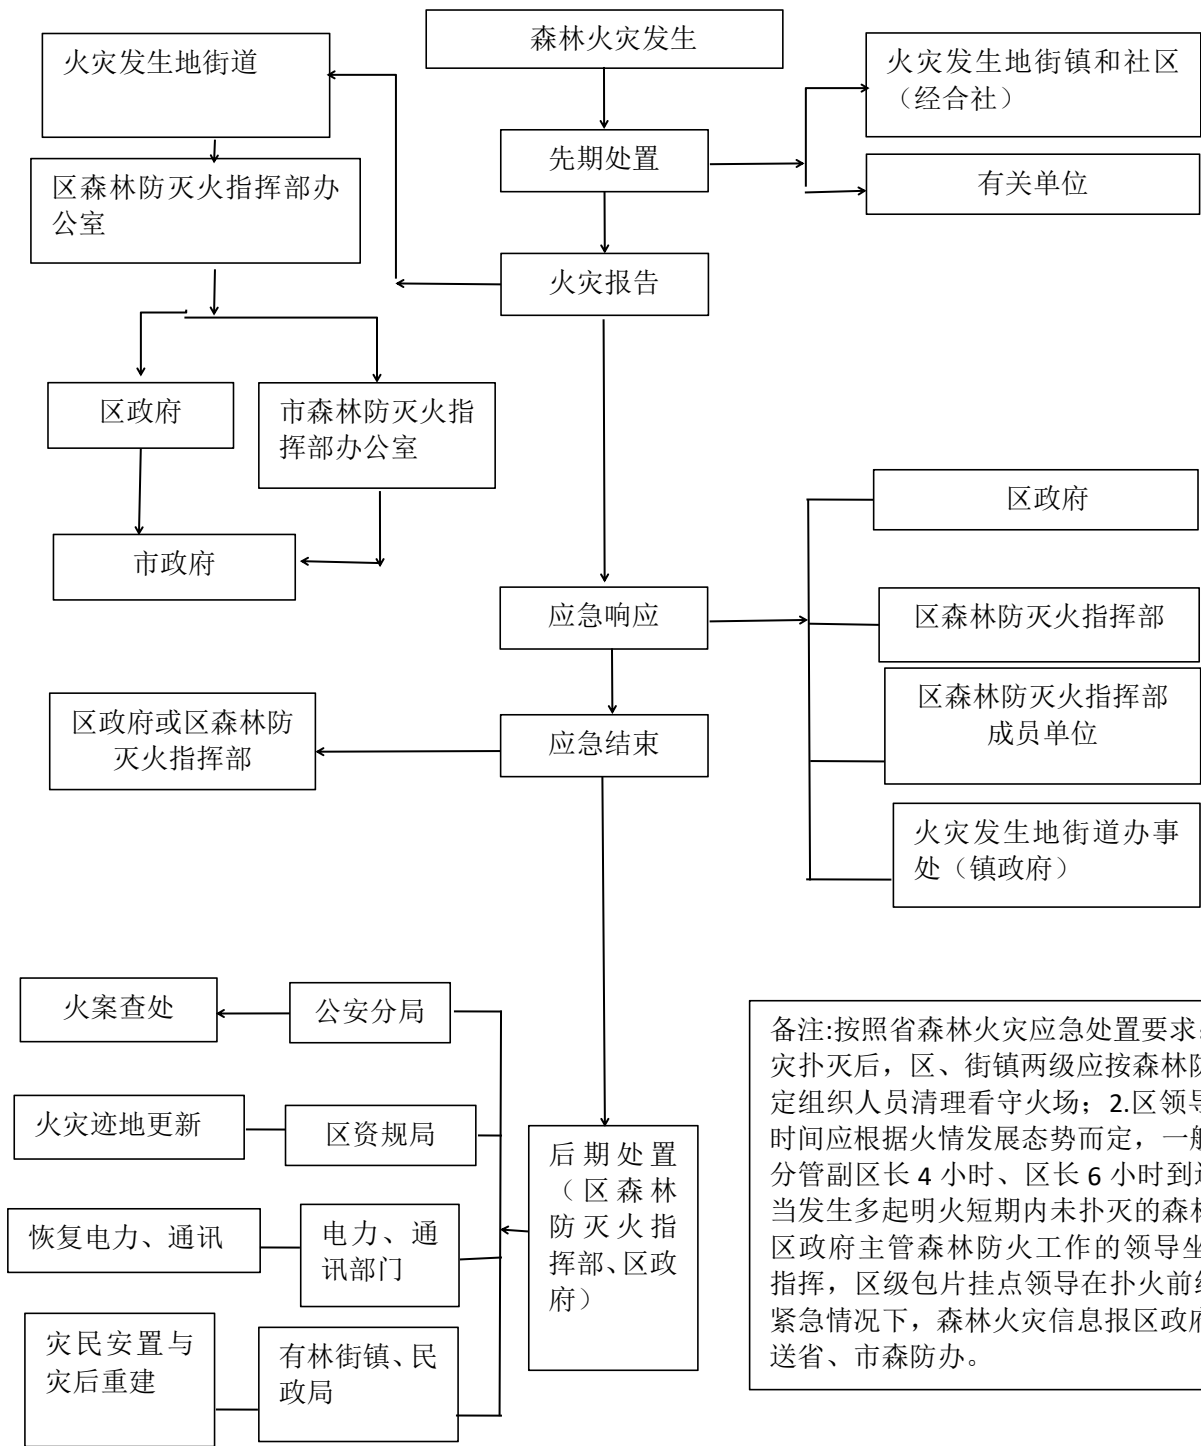 森林火灾发生
火灾发生地街道
火灾发生地街镇和社区
（经合社）
先期处置
有关单位
区森林防灭火指挥部办
公室
火灾报告
区政府
市森林防灭火指
挥部办公室
市政府
区政府
应急响应
区森林防灭火指挥部
区森林防灭火指挥部
成员单位
区政府或区森林防
灭火指挥部
应急结束
火灾发生地街道办事
处（镇政府）
火案查处
公安分局
火灾迹地更新
区资规局
恢复电力、通讯
电力、通
讯部门
灾民安置与
灾后重建
有林街镇、民
政局
后期处置
（区森林
防灭火指
挥部、区政
府）
备注:按照省森林火灾应急处置要求
灾扑灭后，区、街镇两级应按森林防
定组织人员清理看守火场；2.区领导
时间应根据火情发展态势而定，一般
分管副区长 4 小时、区长 6 小时到
当发生多起明火短期内未扑灭的森林
区政府主管森林防火工作的领导坐
指挥，区级包片挂点领导在扑火前
紧急情况下，森林火灾信息报区政府
送省、市森防办。